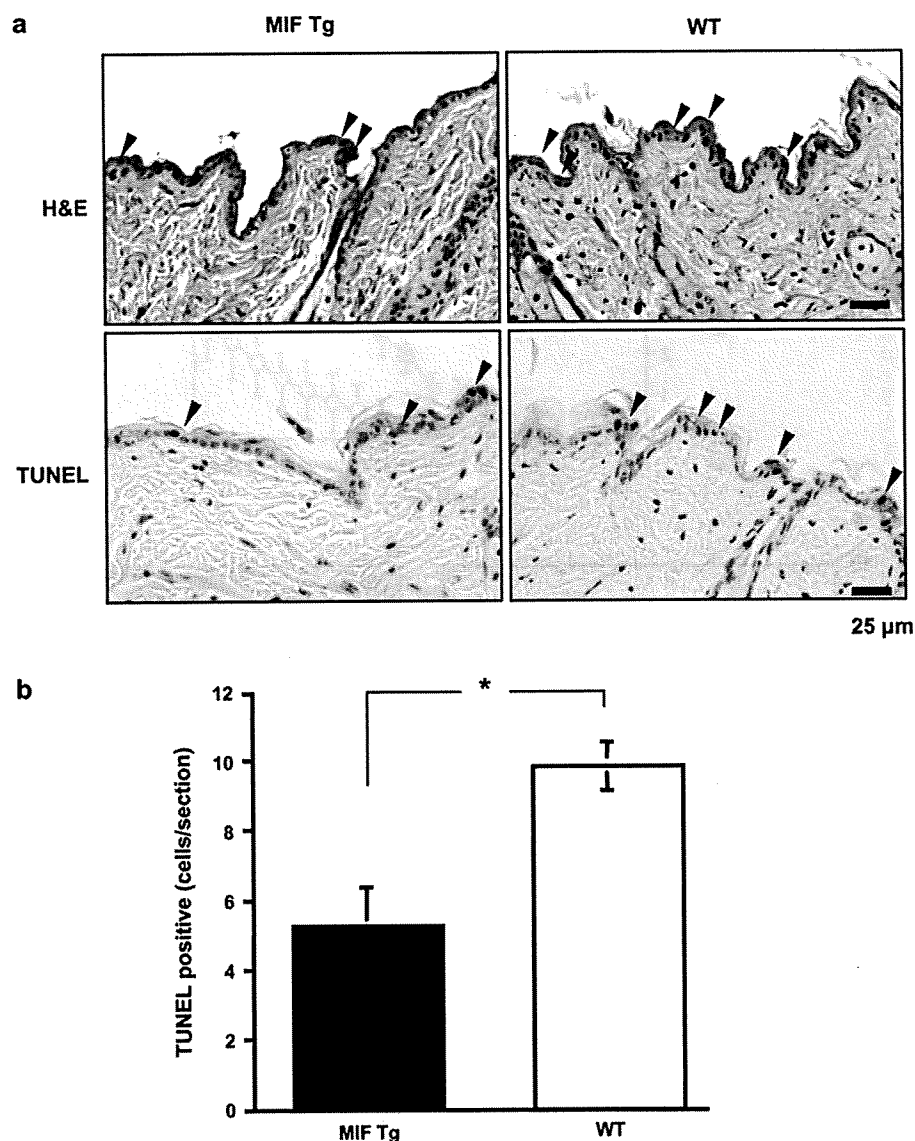 a
MIF Tg
WT
H&E
TUNEL
25 µm
b
*
TUNEL positive (cells/section)
12
10
8
6
4
2
0
MIF Tg
WT